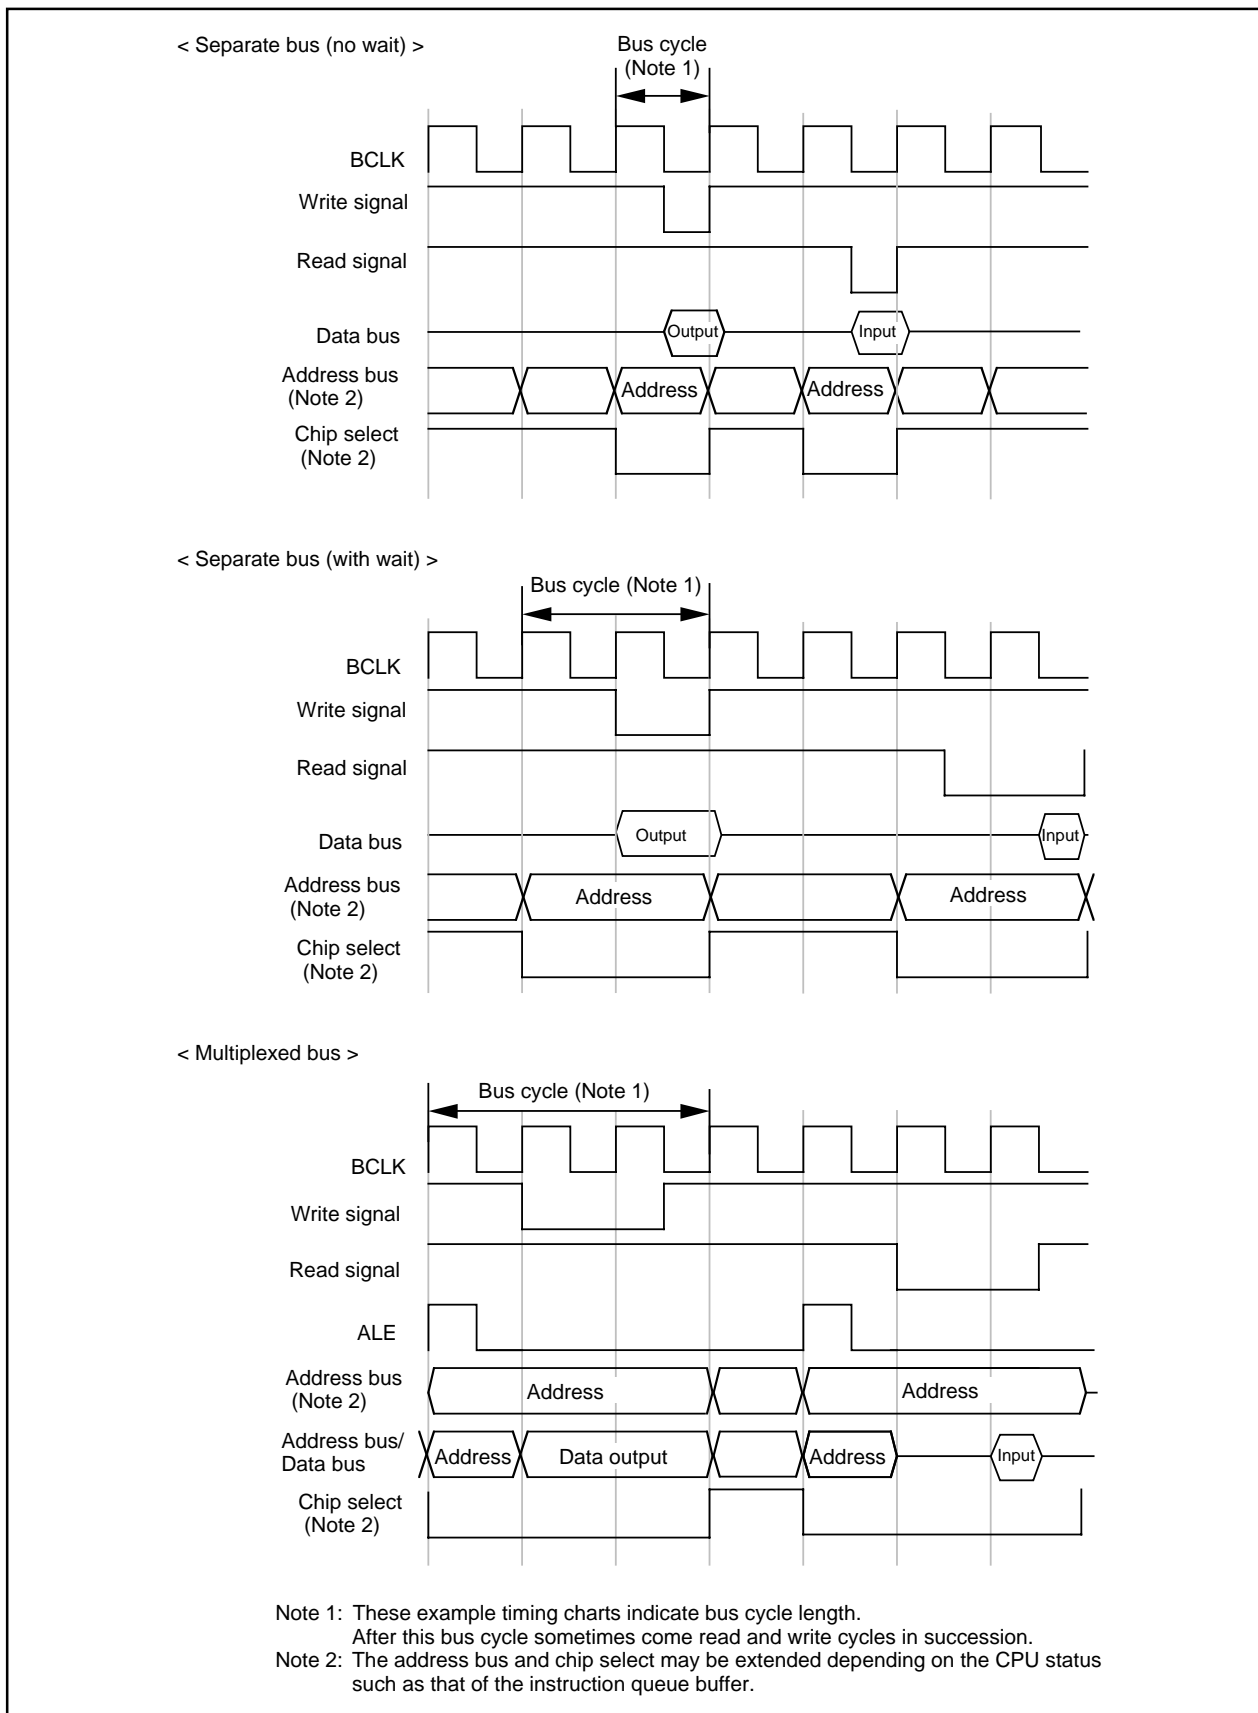 < Separate bus (no wait) >
Bus cycle
(Note 1)
BCLK
Write signal
Read signal
Data bus
Output
Input
Address bus
(Note 2)
Address
Address
Chip select
(Note 2)
< Separate bus (with wait) >
Bus cycle (Note 1)
BCLK
Write signal
Read signal
Data bus
Output
Input
Address bus
(Note 2)
Address
Address
Chip select
(Note 2)
< Multiplexed bus >
Bus cycle (Note 1)
BCLK
Write signal
Read signal
ALE
Address bus
(Note 2)
Address
Address
Address bus/
Data bus
Address
Data output
Address
Input
Chip select
(Note 2)
Note 1: These example timing charts indicate bus cycle length.
After this bus cycle sometimes come read and write cycles in succession.
Note 2: The address bus and chip select may be extended depending on the CPU status
such as that of the instruction queue buffer.